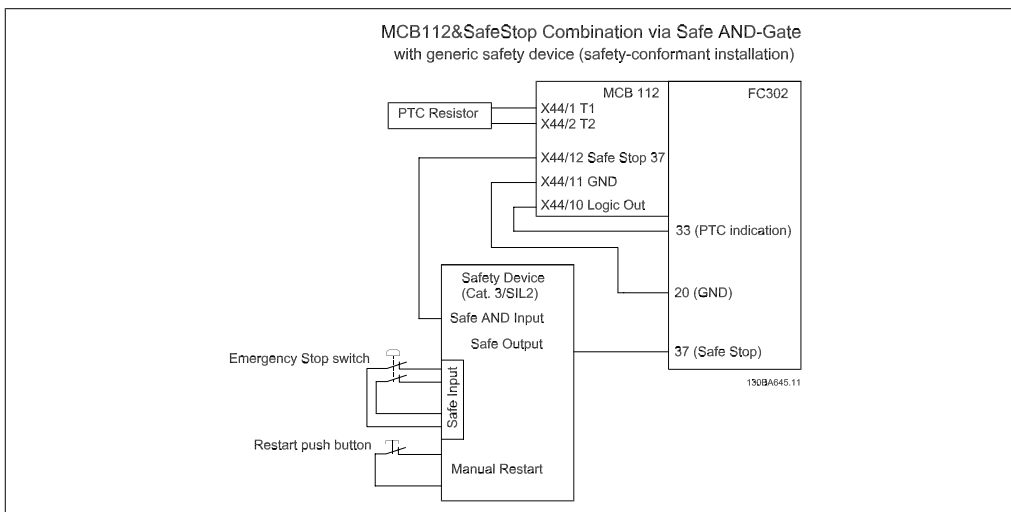 MCB112&SafeStop Combination via Safe AND-Gate
with generic safety device (safety-conformant installation)
MCB 112
FC302
PTC Resistor
X44/1 T1
X44/2 T2
X44/12 Safe Stop 37
X44/11 GND
X44/10 Logic Out
33 (PTC indication)
Safety Device
(Cat. 3/SIL2)
20 (GND)
Safe AND Input
Safe Output
37 (Safe Stop)
Emergency Stop switch
Safe Input
130BA645.11
Restart push button
Manual Restart